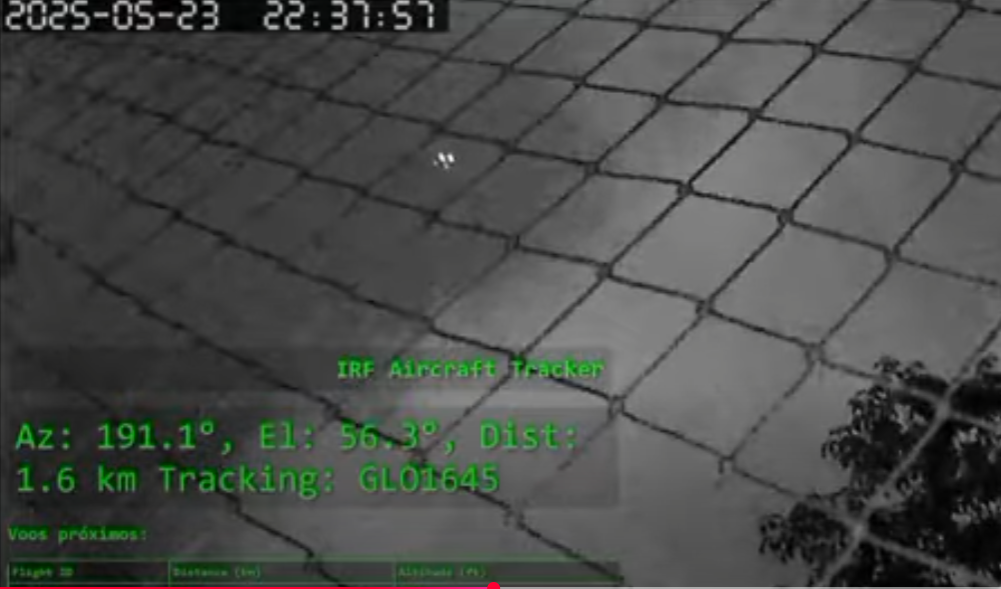 2025-05-23 22:37:57
IRF Aircraft Tracker
Az: 191.1°, El: 56.3°, Dist:
1.6 km Tracking: GLO1645
Voos próximos:
Flight ID Distance (km) Altitude (ft)